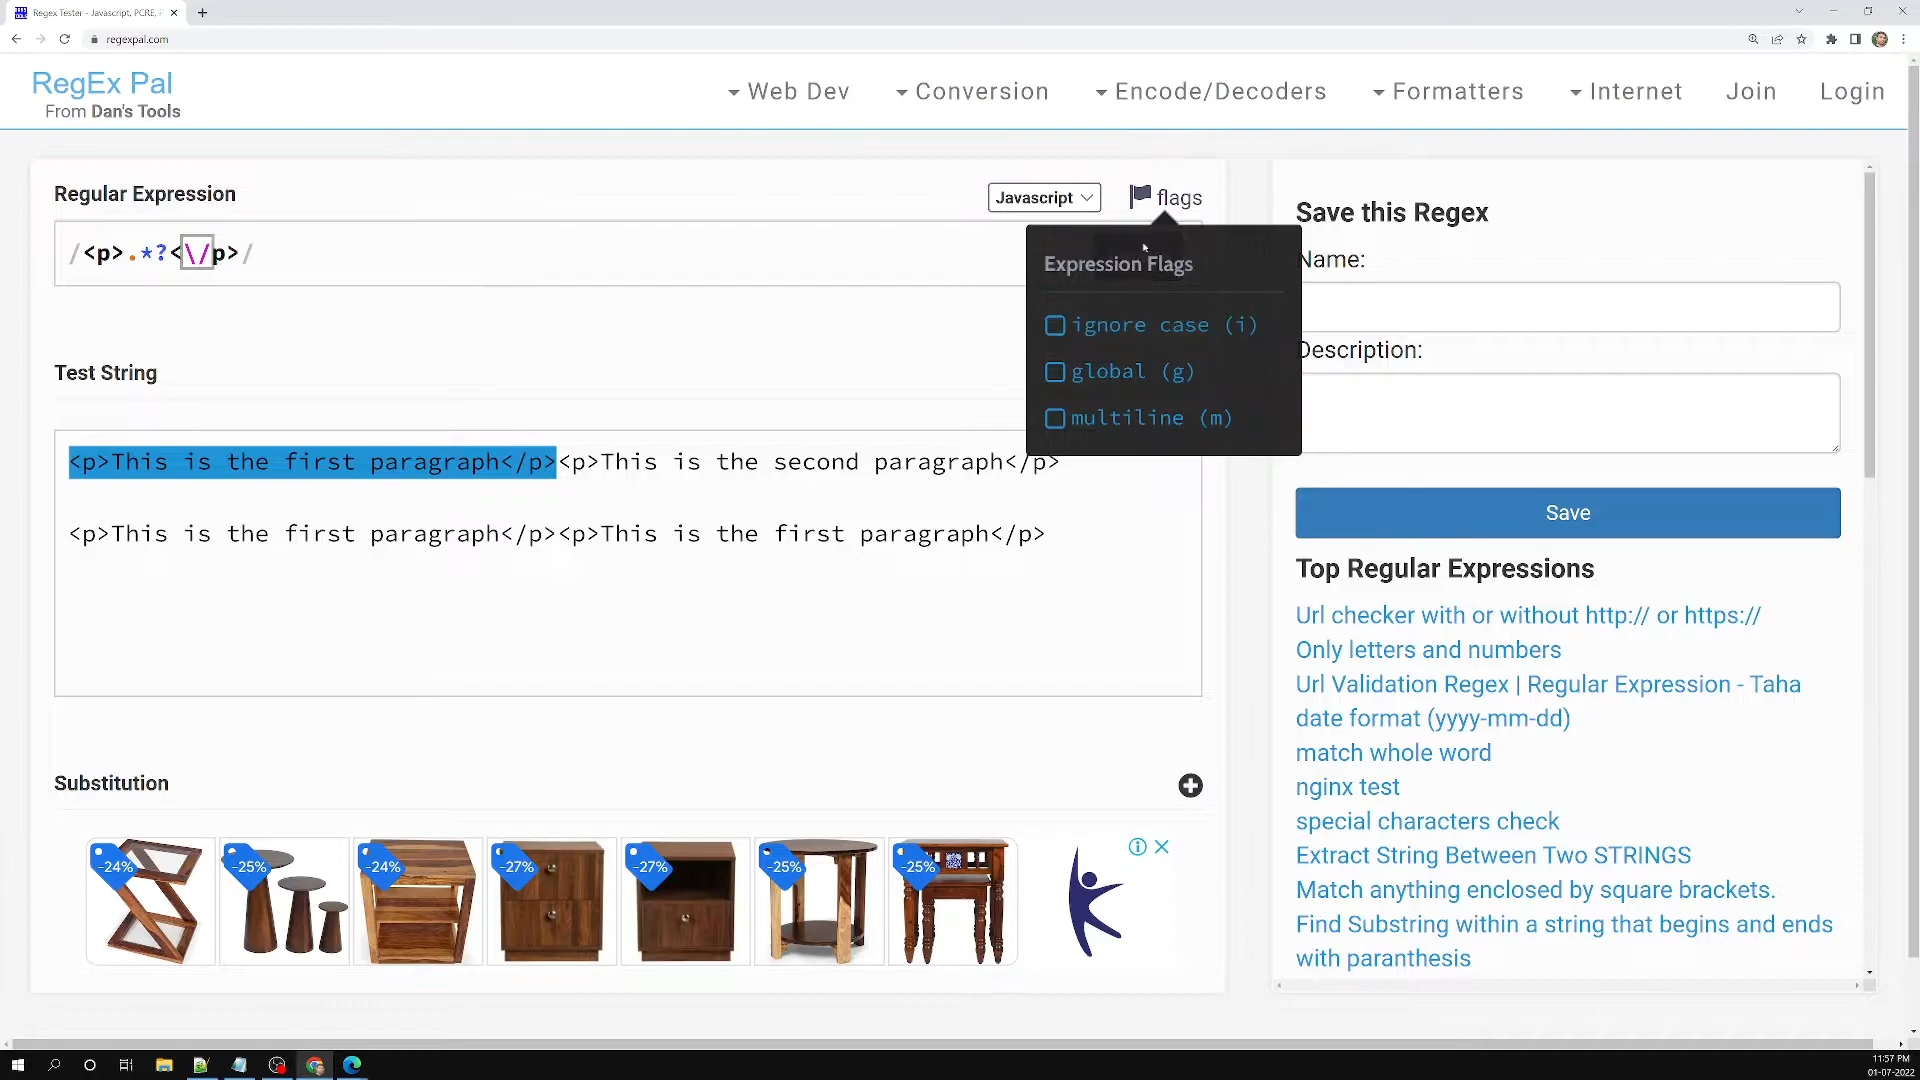 Regex Tester - Javascript, PCRE, P
regexpal.com
RegEx Pal
From Dan's Tools
Web Dev
Conversion
Encode/Decoders
Formatters
Internet
Join
Login
Regular Expression
Javascript
flags
/<p>.*?<\/p>/
Expression Flags
ignore case (i)
global (g)
multiline (m)
Test String
<p>This is the first paragraph</p><p>This is the second paragraph</p>
<p>This is the first paragraph</p><p>This is the first paragraph</p>
Substitution
-24%
-25%
-24%
-27%
-27%
-25%
-25%
Save this Regex
Name:
Description:
Save
Top Regular Expressions
Url checker with or without http:// or https://
Only letters and numbers
Url Validation Regex | Regular Expression - Taha
date format (yyyy-mm-dd)
match whole word
nginx test
special characters check
Extract String Between Two STRINGS
Match anything enclosed by square brackets.
Find Substring within a string that begins and ends
with paranthesis
11:57 PM
01-07-2022